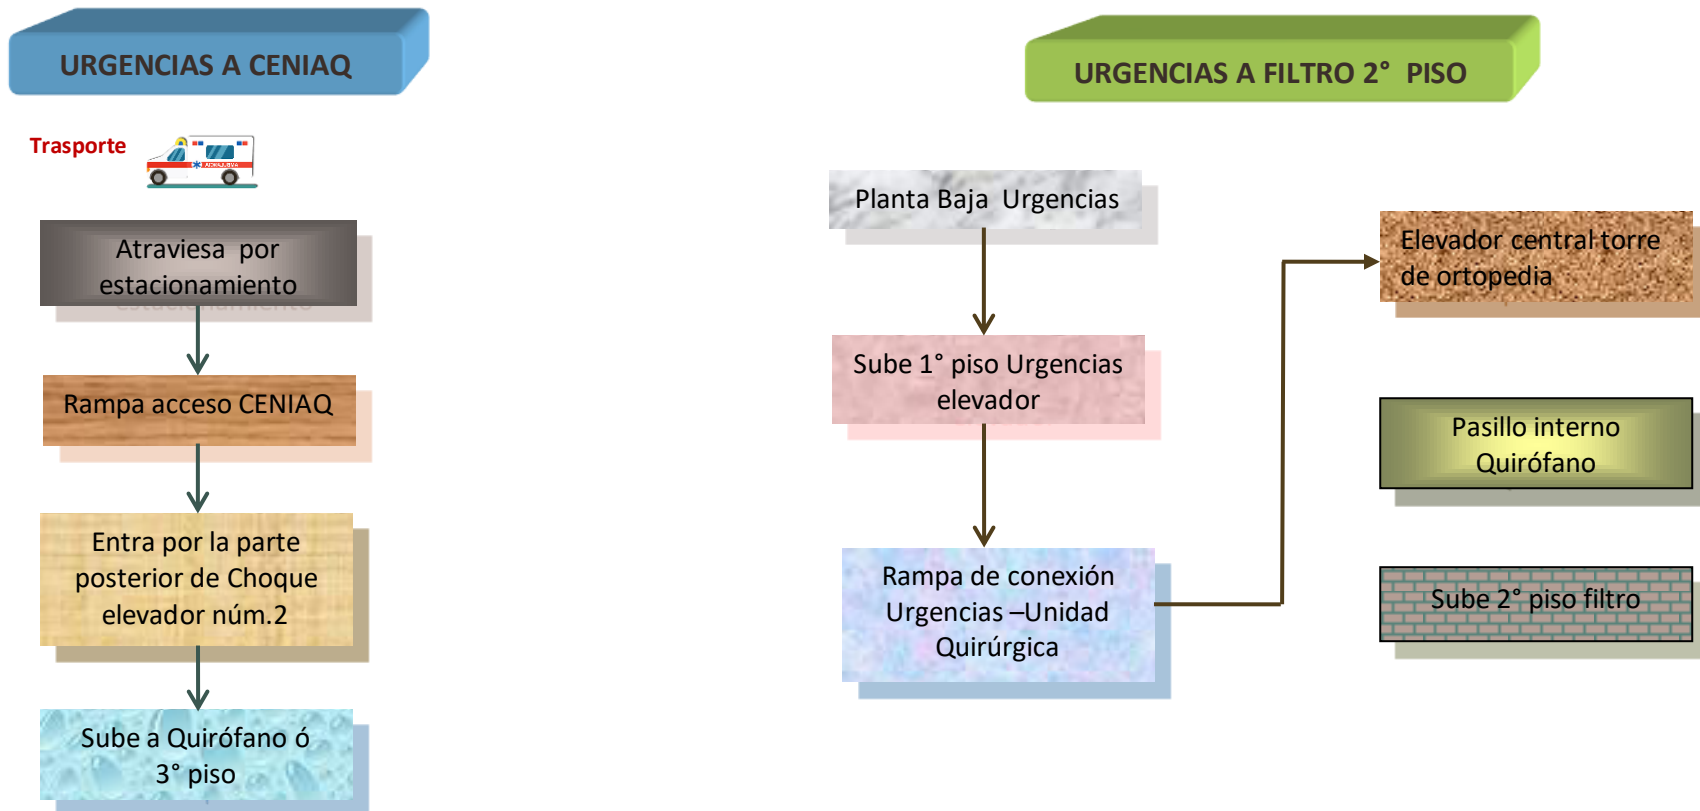 URGENCIAS A CENIAQ
Trasporte
Atraviesa por
estacionamiento
Rampa acceso CENIAQ
Entra por la parte
posterior de Choque
elevador núm.2
Sube a Quirófano ó
3° piso
URGENCIAS A FILTRO 2° PISO
Planta Baja Urgencias
Sube 1° piso Urgencias
elevador
Rampa de conexión
Urgencias –Unidad
Quirúrgica
Elevador central torre
de ortopedia
Pasillo interno
Quirófano
Sube 2° piso filtro